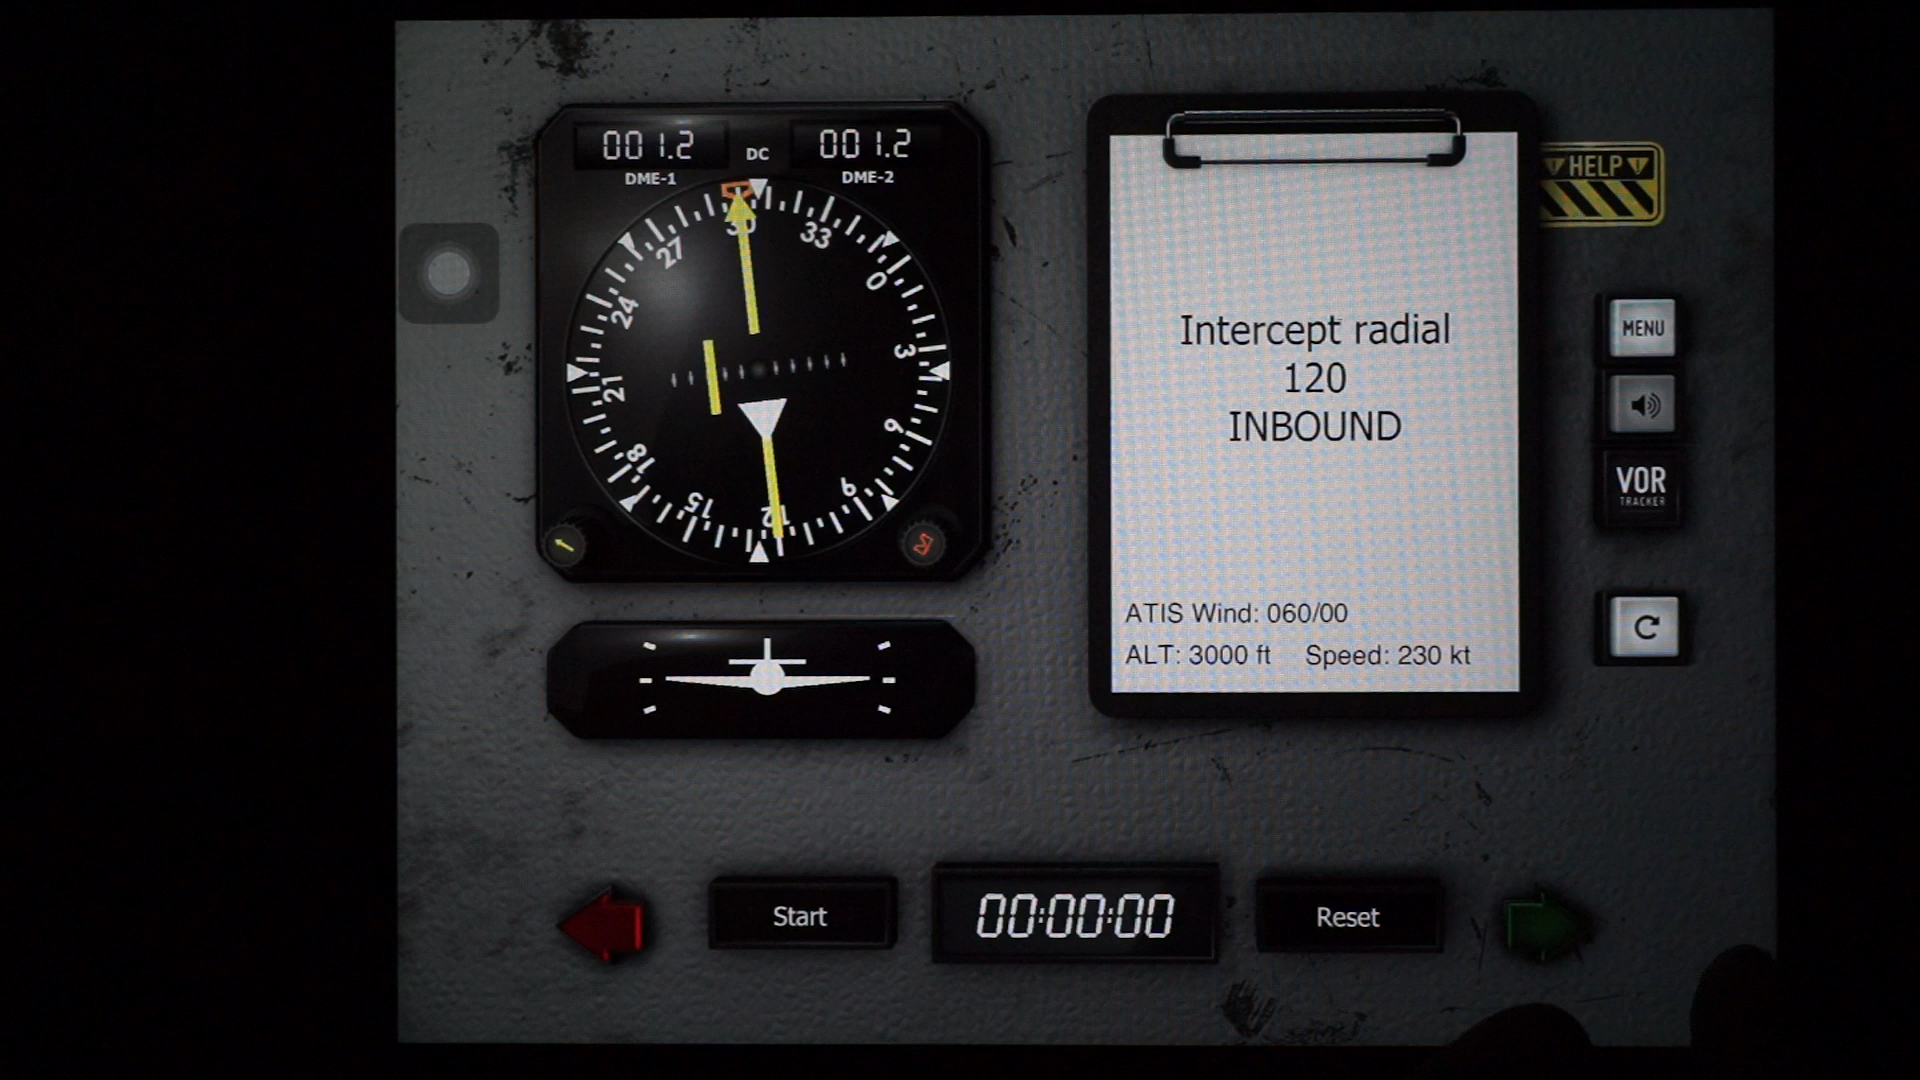 001.2
DC
001.2
DME-1
DME-2
HELP
30
33
27
0
24
3
21
6
18
9
15
12
Intercept radial
120
INBOUND
ATIS Wind: 060/00
ALT: 3000 ft Speed: 230 kt
MENU
VOR
TRACKER
Start
00:00:00
Reset